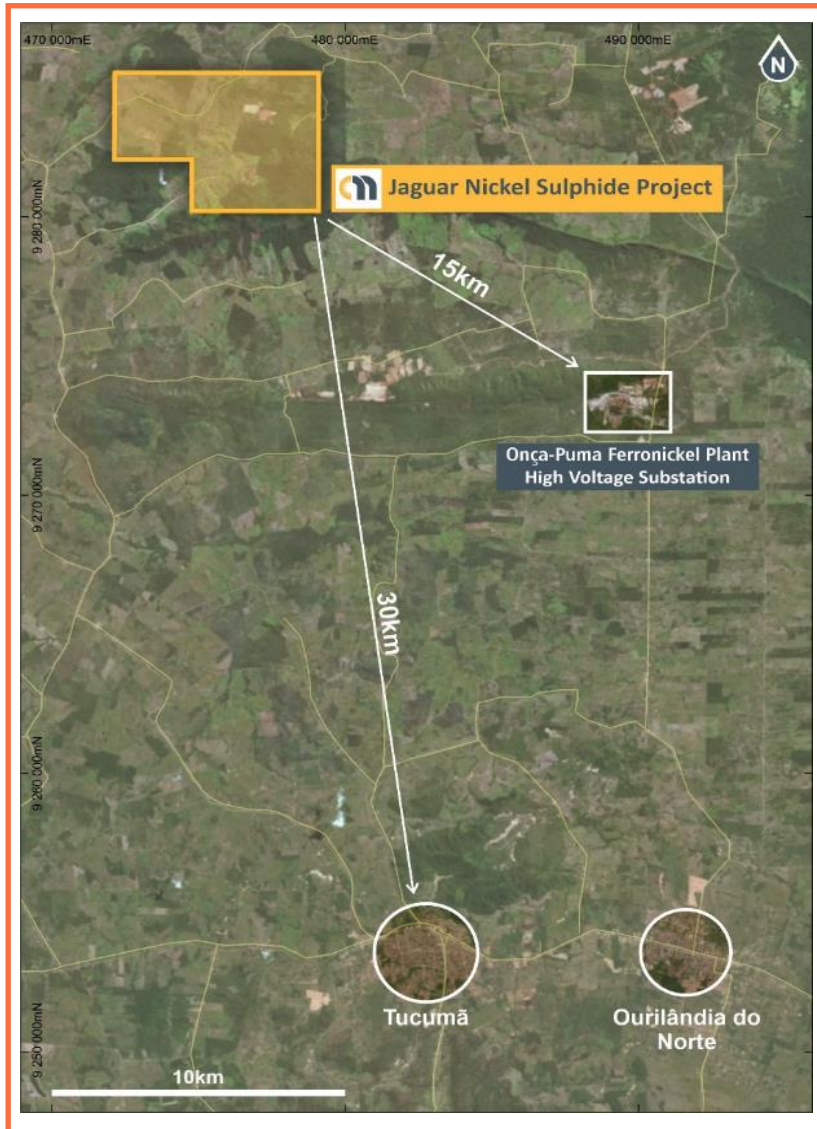 470 000mE
480 000mE
490 000mE
N
Jaguar Nickel Sulphide Project
9 280 000mN
15km
Onça-Puma Ferronickel Plant
High Voltage Substation
9 270 000mN
30km
9 260 000mN
Tucumã
Ourilândia do
Norte
9 250 000mN
10km